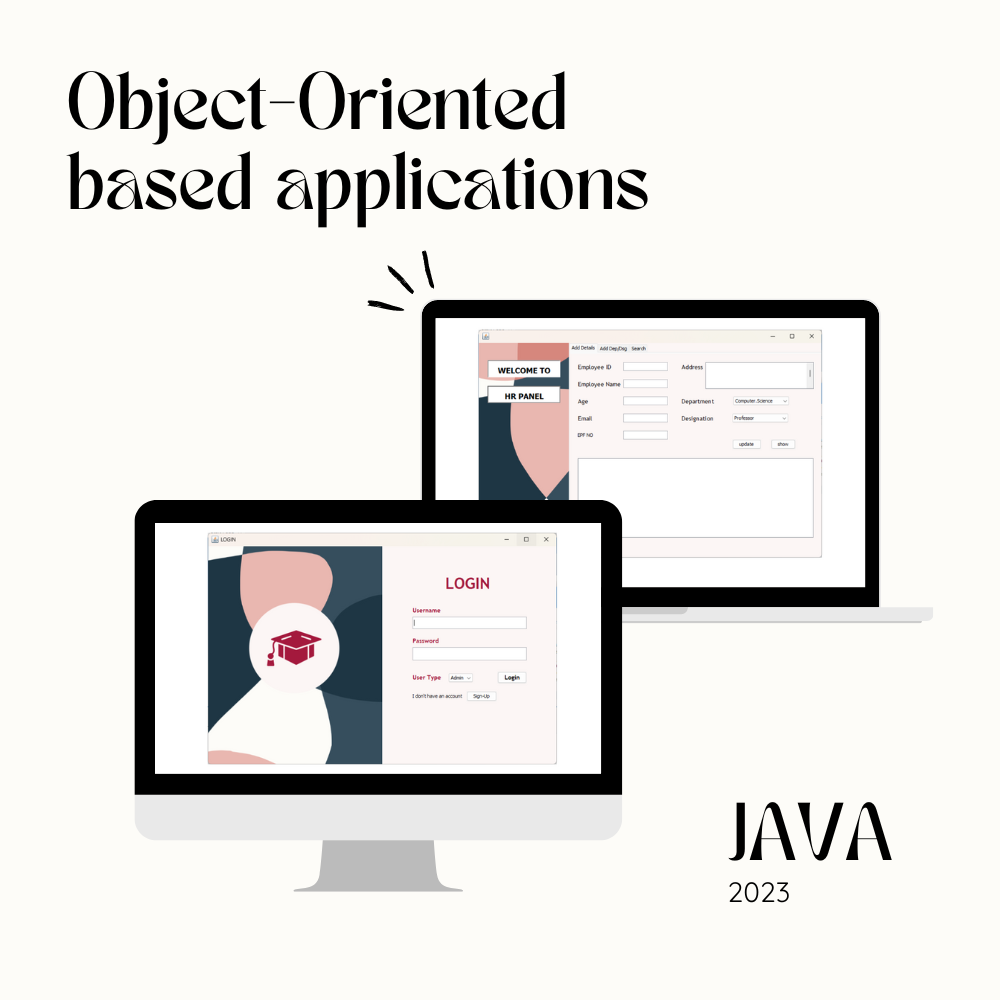 Object-Oriented
based applications
Add Details Add Dep/Dsg Search
WELCOME TO
HR PANEL
Employee ID
Address
Employee Name
Age
Department Computer.Science
Email
Designation Professor
EPF NO
update show
LOGIN
LOGIN
Username
Password
User Type Admin Login
I don't have an account Sign-Up
JAVA
2023